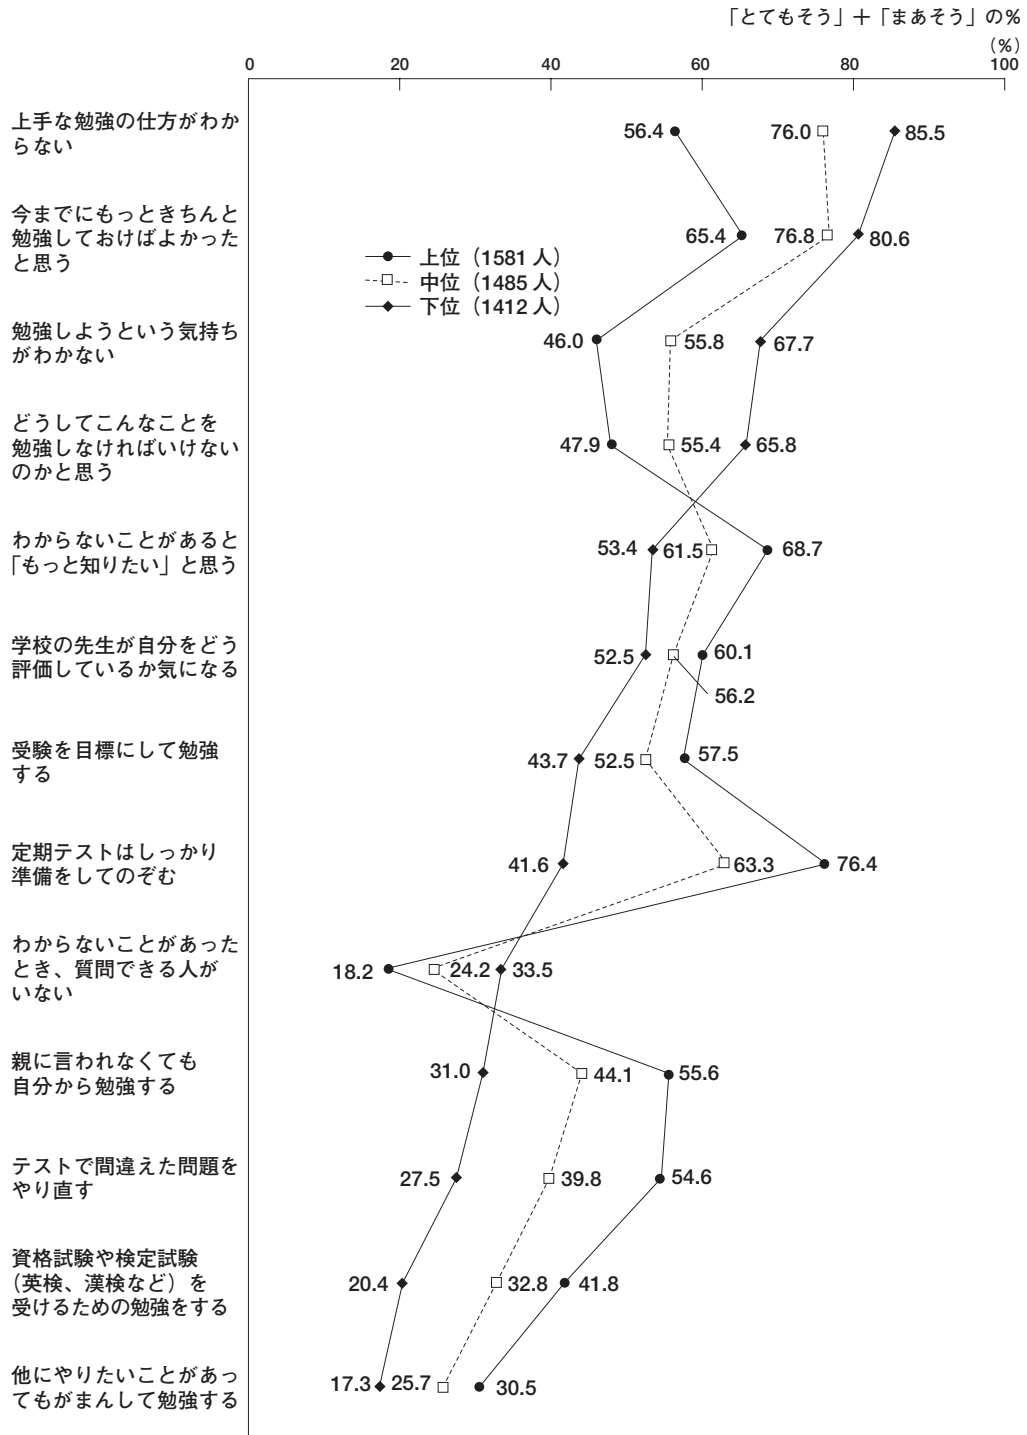 「とてもそう」＋「まあそう」の%
(%)
0 20 40 60 80 100
上手な勉強の仕方がわか
らない
56.4 76.0 85.5
今までにもっときちんと
勉強しておけばよかった
と思う
65.4 76.8 80.6
上位（1581人）
中位（1485人）
下位（1412人）
勉強しようという気持ち
がわかない
46.0 55.8 67.7
どうしてこんなことを
勉強しなければいけない
のかと思う
47.9 55.4 65.8
わからないことがあると
「もっと知りたい」と思う
53.4 61.5 68.7
学校の先生が自分をどう
評価しているか気になる
52.5 60.1
56.2
受験を目標にして勉強
する
43.7 52.5 57.5
定期テストはしっかり
準備をしてのぞむ
41.6 63.3 76.4
わからないことがあった
とき、質問できる人が
いない
18.2 24.2 33.5
親に言われなくても
自分から勉強する
31.0 44.1 55.6
テストで間違えた問題を
やり直す
27.5 39.8 54.6
資格試験や検定試験
（英検、漢検など）を
受けるための勉強をする
20.4 32.8 41.8
他にやりたいことがあっ
てもがまんして勉強する
17.3 25.7 30.5